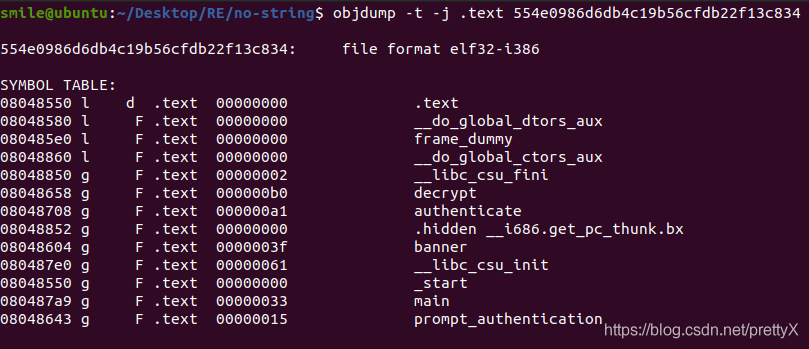 smile@ubuntu:~/Desktop/RE/no-string$ objdump -t -j .text 554e0986d6db4c19b56cfdb22f13c834
554e0986d6db4c19b56cfdb22f13c834:     file format elf32-i386
SYMBOL TABLE:
08048550 l    d  .text  00000000              .text
08048580 l     F .text  00000000              __do_global_dtors_aux
080485e0 l     F .text  00000000              frame_dummy
08048860 l     F .text  00000000              __do_global_ctors_aux
08048850 g     F .text  00000002              __libc_csu_fini
08048658 g     F .text  000000b0              decrypt
08048708 g     F .text  000000a1              authenticate
08048852 g     F .text  00000000              .hidden __i686.get_pc_thunk.bx
08048604 g     F .text  0000003f              banner
080487e0 g     F .text  00000061              __libc_csu_init
08048550 g     F .text  00000000              _start
080487a9 g     F .text  00000033              main
08048643 g     F .text  00000015              prompt_authentication
https://blog.csdn.net/prettyX